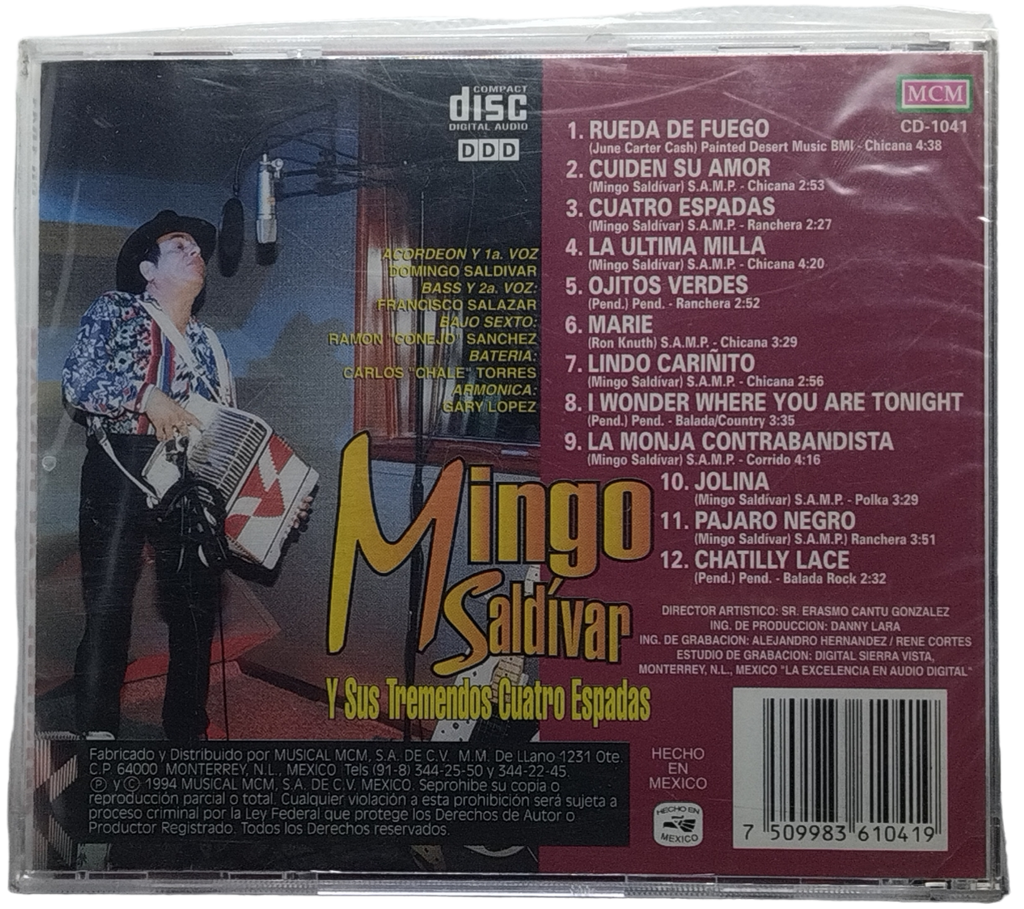 COMPACT
disc
DIGITAL AUDIO
DDD
MCM
CD-1041
1. RUEDA DE FUEGO
(June Carter Cash) Painted Desert Music BMI - Chicana 4:38
2. CUIDEN SU AMOR
(Mingo Saldívar) S.A.M.P. - Chicana 2:53
3. CUATRO ESPADAS
(Mingo Saldívar) S.A.M.P. - Ranchera 2:27
4. LA ULTIMA MILLA
(Mingo Saldívar) S.A.M.P. - Chicana 4:20
5. OJITOS VERDES
(Pend.) Pend. - Ranchera 2:52
6. MARIE
(Ron Knuth) S.A.M.P. - Chicana 3:29
7. LINDO CARIÑITO
(Mingo Saldívar) S.A.M.P. - Chicana 2:56
8. I WONDER WHERE YOU ARE TONIGHT
(Pend.) Pend. - Balada/Country 3:35
9. LA MONJA CONTRABANDISTA
(Mingo Saldívar) S.A.M.P. - Corrido 4:16
10. JOLINA
(Mingo Saldívar) S.A.M.P. - Polka 3:29
11. PAJARO NEGRO
(Mingo Saldívar) S.A.M.P.) Ranchera 3:51
12. CHATILLY LACE
(Pend.) Pend. - Balada Rock 2:32
ACORDEON Y 1a. VOZ
DOMINGO SALDIVAR
BASS Y 2a. VOZ:
FRANCISCO SALAZAR
BAJO SEXTO:
RAMON "CONEJO" SANCHEZ
BATERIA:
CARLOS "CHALE" TORRES
ARMONICA:
GARY LOPEZ
Mingo
Saldívar
Y Sus Tremendos Cuatro Espadas
DIRECTOR ARTISTICO: SR. ERASMO CANTU GONZALEZ
ING. DE PRODUCCION: DANNY LARA
ING. DE GRABACION: ALEJANDRO HERNANDEZ / RENE CORTES
ESTUDIO DE GRABACION: DIGITAL SIERRA VISTA,
MONTERREY, N.L., MEXICO "LA EXCELENCIA EN AUDIO DIGITAL"
Fabricado y Distribuido por MUSICAL MCM, S.A. DE C.V. M.M. De LLano 1231 Ote.
C.P. 64000 MONTERREY, N.L., MEXICO Tels (91-8) 344-25-50 y 344-22-45.
Ⓟ y Ⓒ 1994 MUSICAL MCM, S.A. DE C.V. MEXICO. Seprohibe su copia o
reproducción parcial o total. Cualquier violación a esta prohibición será sujeta a
proceso criminal por la Ley Federal que protege los Derechos de Autor o
Productor Registrado. Todos los Derechos reservados.
HECHO
EN
MEXICO
HECHO EN
MEXICO
7 509983 610419